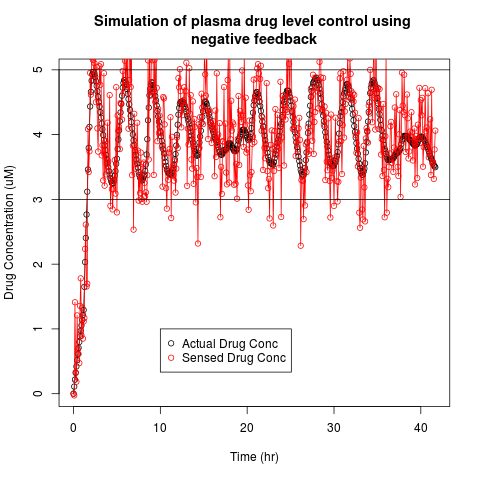 Simulation of plasma drug level control using
negative feedback
Drug Concentration (uM)
5
4
3
2
1
0
Actual Drug Conc
Sensed Drug Conc
0 10 20 30 40
Time (hr)